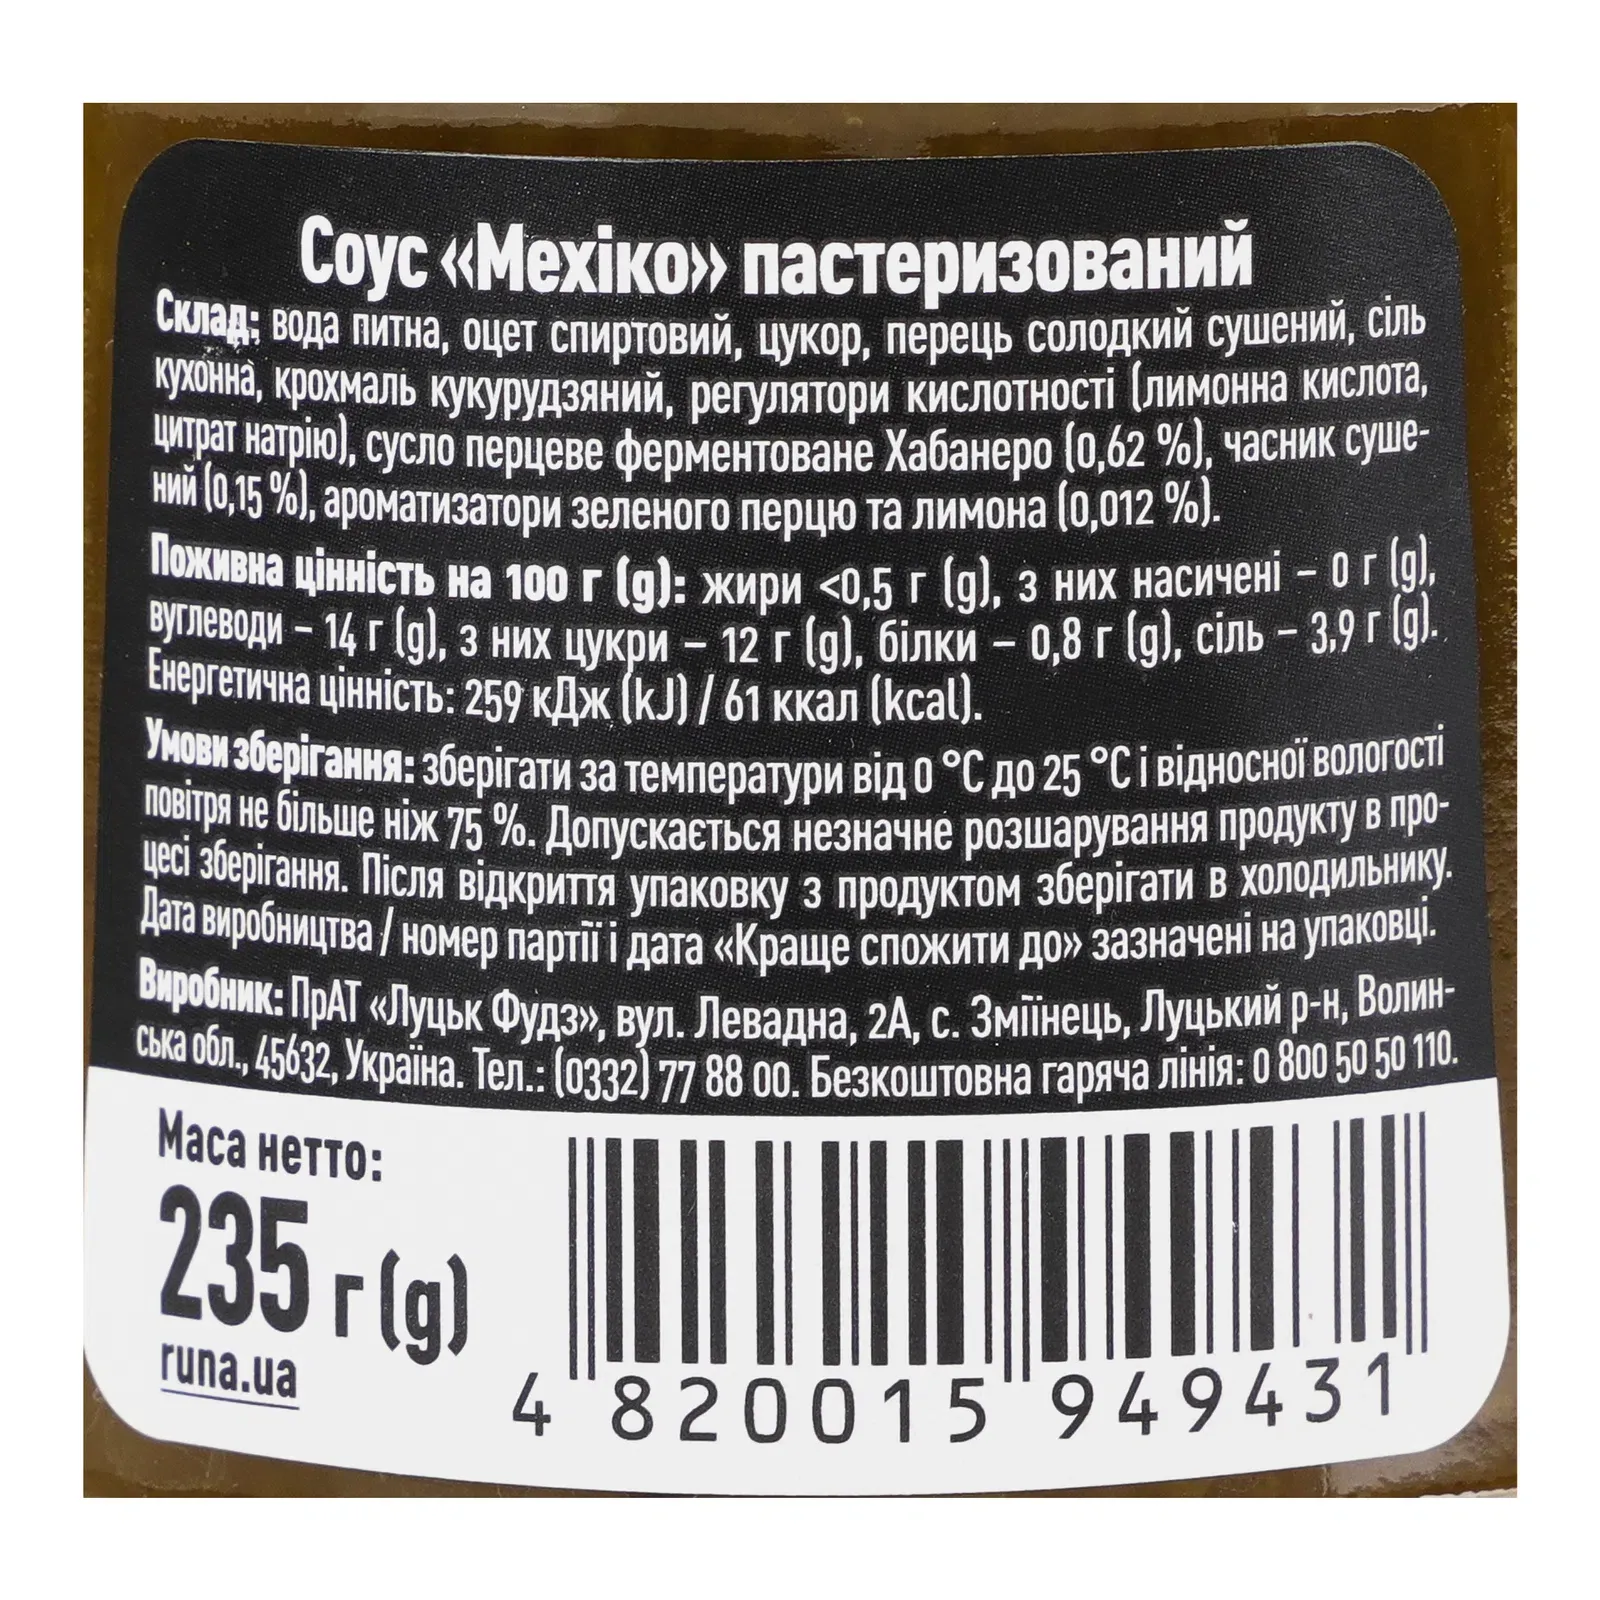 Соус «Мехіко» пастеризований
Склад: вода питна, оцет спиртовий, цукор, перець солодкий сушений, сіль
кухонна, крохмаль кукурудзяний, регулятори кислотності (лимонна кислота,
цитрат натрію), сусло перцеве ферментоване Хабанеро (0,62 %), часник суше-
ний (0,15 %), ароматизатори зеленого перцю та лимона (0,012 %).
Поживна цінність на 100 г (g): жири <0,5 г (g), з них насичені – 0 г (g),
вуглеводи – 14 г (g), з них цукри – 12 г (g), білки – 0,8 г (g), сіль – 3,9 г (g).
Енергетична цінність: 259 кДж (kJ) / 61 ккал (kcal).
Умови зберігання: зберігати за температури від 0 °C до 25 °C і відносної вологості
повітря не більше ніж 75 %. Допускається незначне розшарування продукту в про-
цесі зберігання. Після відкриття упаковку з продуктом зберігати в холодильнику.
Дата виробництва / номер партії і дата «Краще спожити до» зазначені на упаковці.
Виробник: ПрАТ «Луцьк Фудз», вул. Левадна, 2А, с. Зміїнець, Луцький р-н, Волин-
ська обл., 45632, Україна. Тел.: (0332) 77 88 00. Безкоштовна гаряча лінія: 0 800 50 50 110.
Маса нетто:
235 г (g)
runa.ua
4 820015 949431